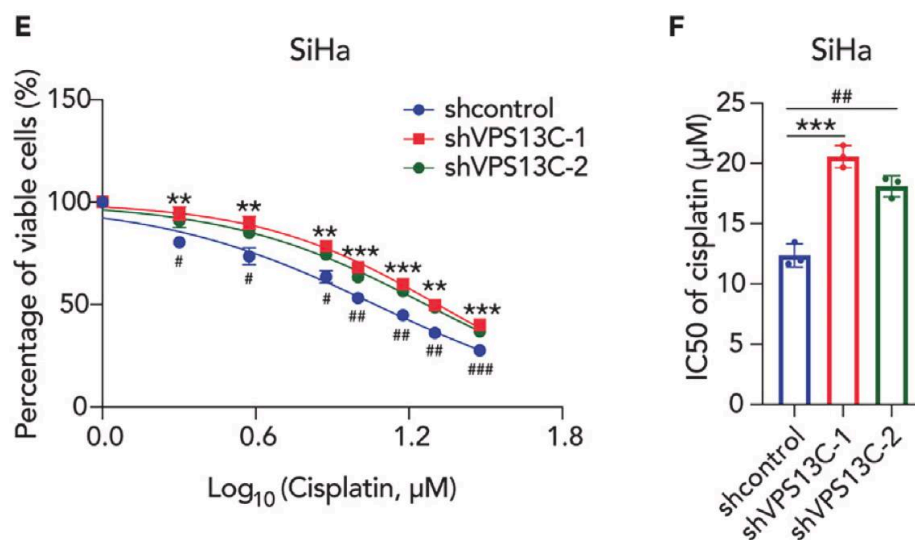 E
SiHa
Percentage of viable cells (%)
150
100
50
0
0.0
0.6
1.2
1.8
Log10 (Cisplatin, µM)
shcontrol
shVPS13C-1
shVPS13C-2
**
**
**
***
***
**
***
#
#
#
##
##
##
###
F
SiHa
IC50 of cisplatin (µM)
25
20
15
10
5
0
##
***
shcontrol
shVPS13C-1
shVPS13C-2